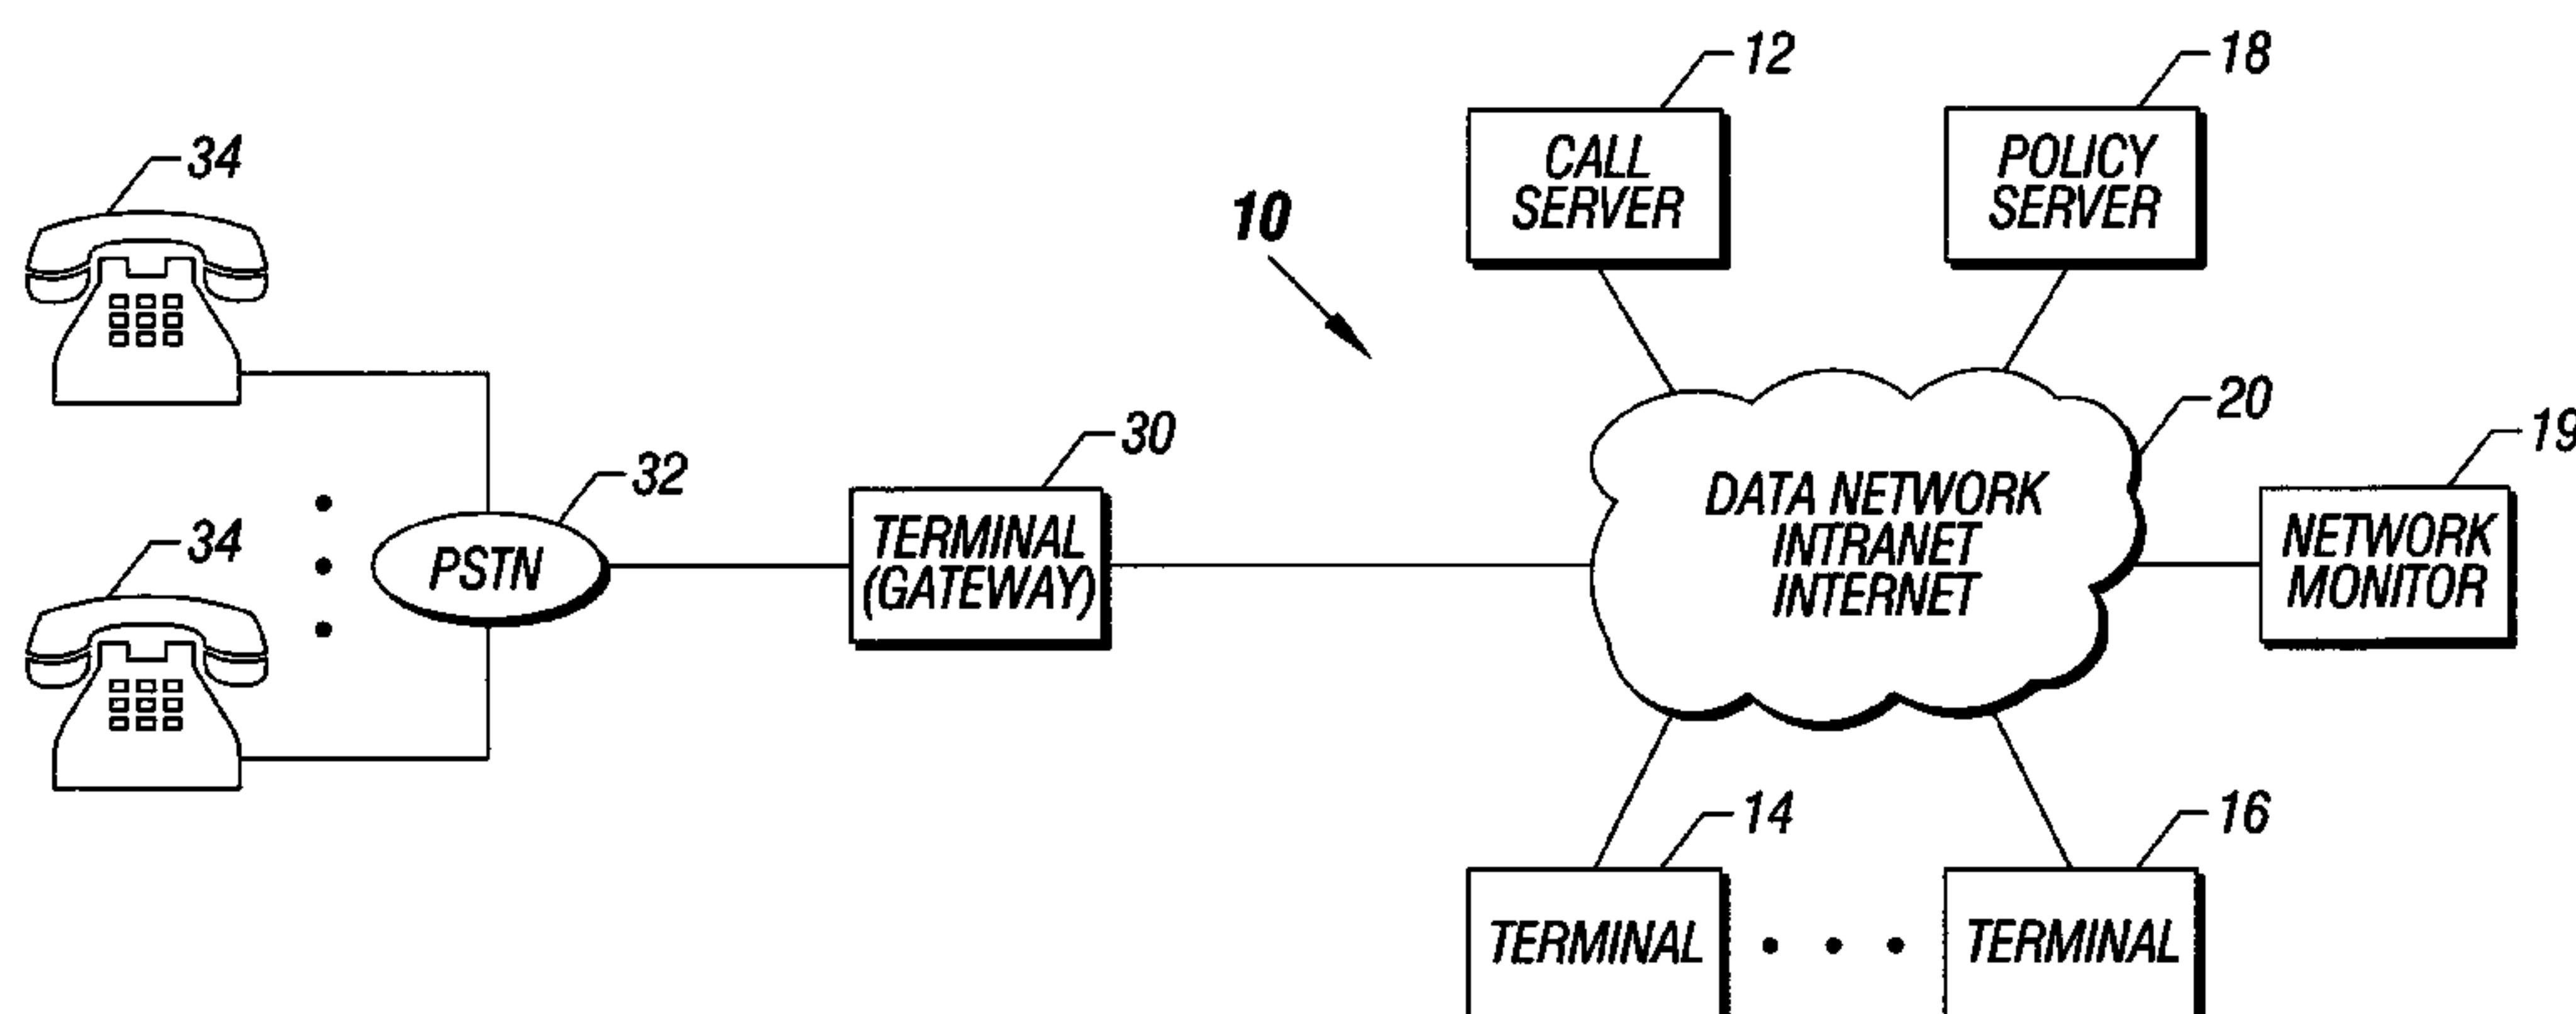 12
18
34
CALL
SERVER
POLICY
SERVER
10
20
30
19
32
DATA NETWORK
INTRANET
INTERNET
34
PSTN
TERMINAL
(GATEWAY)
NETWORK
MONITOR
14
16
TERMINAL
TERMINAL